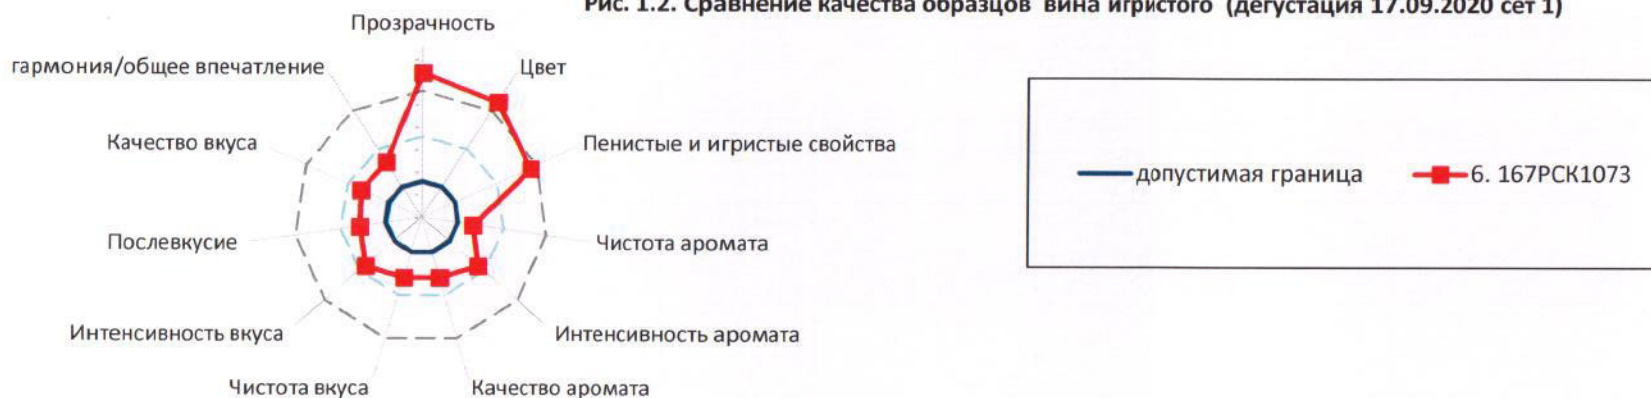 Рис. 1.2. Сравнение качества образцов вина игристого (дегустация 17.09.2020 сет 1)
Прозрачность
гармония/общее впечатление
Цвет
Качество вкуса
Пенистые и игристые свойства
допустимая граница
6. 167РСК1073
Послевкусие
Чистота аромата
Интенсивность вкуса
Интенсивность аромата
Чистота вкуса
Качество аромата